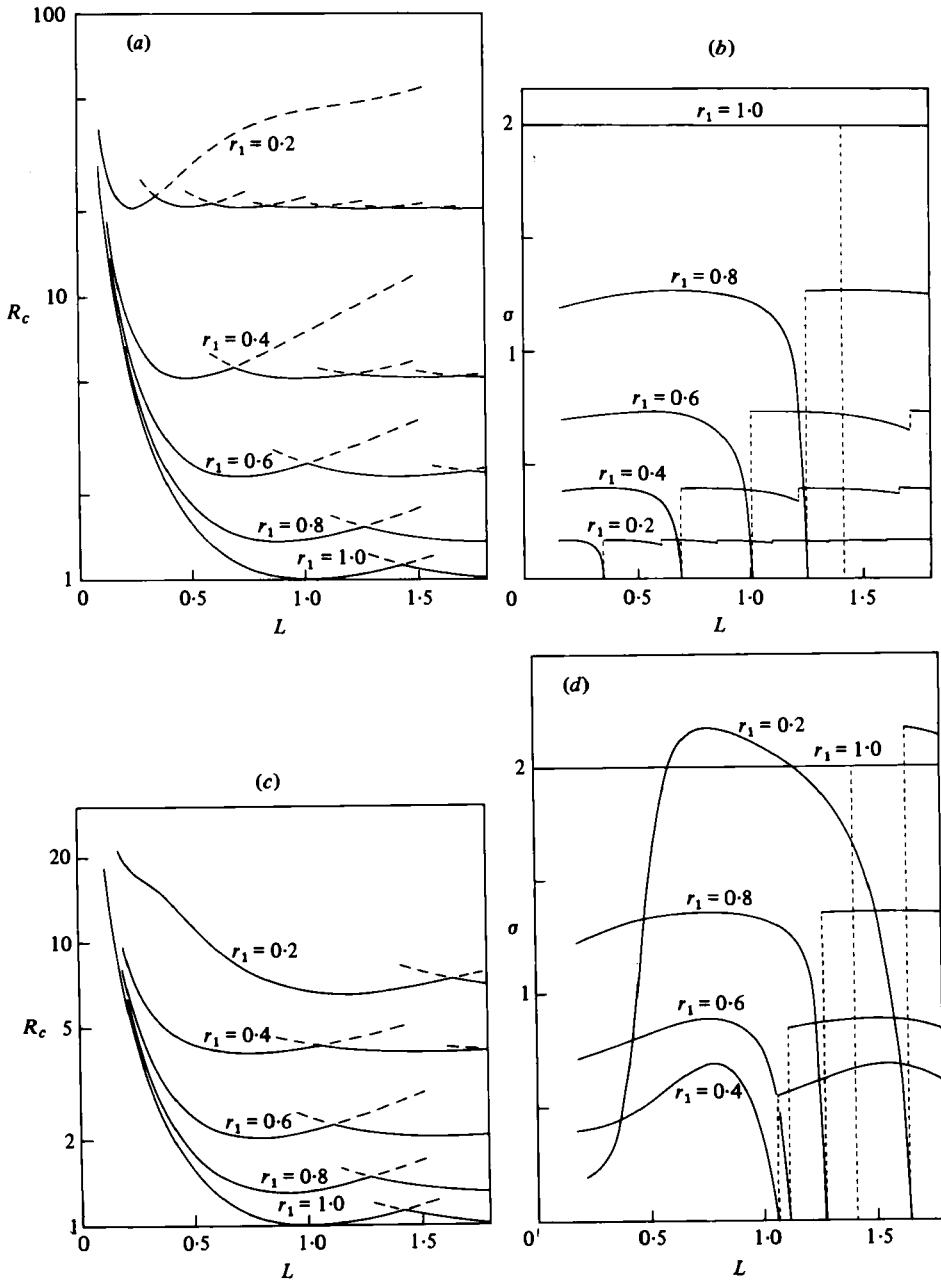 (a)
100
10
1
R_c
r₁ = 0·2
r₁ = 0·4
r₁ = 0·6
r₁ = 0·8
r₁ = 1·0
0
0·5
1·0
1·5
L
(b)
2
1
0
σ
r₁ = 1·0
r₁ = 0·8
r₁ = 0·6
r₁ = 0·4
r₁ = 0·2
0·5
1·0
1·5
L
(c)
20
10
5
2
1
R_c
r₁ = 0·2
r₁ = 0·4
r₁ = 0·6
r₁ = 0·8
r₁ = 1·0
0
0·5
1·0
1·5
L
(d)
2
1
0
σ
r₁ = 0·2
r₁ = 1·0
r₁ = 0·8
r₁ = 0·6
r₁ = 0·4
0·5
1·0
1·5
L